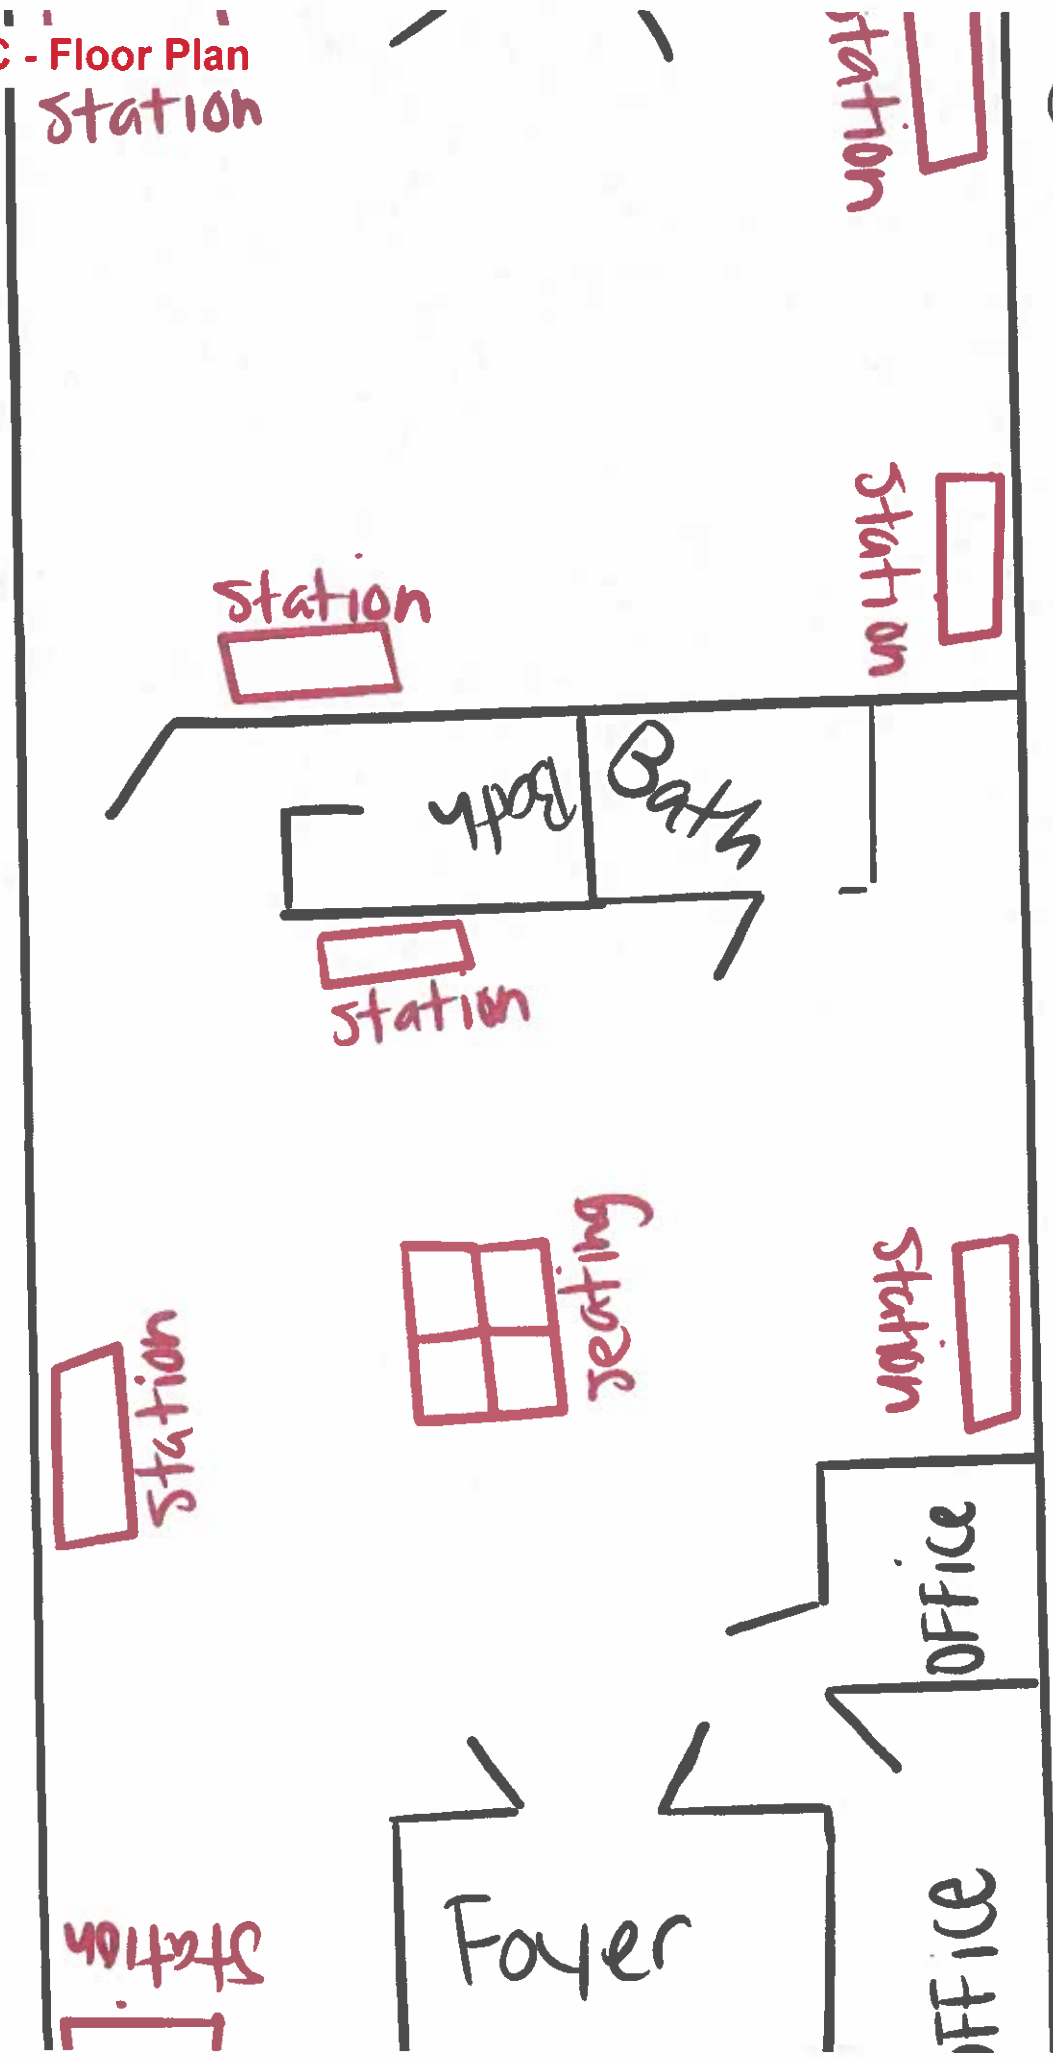 C - Floor Plan
Station
Station
Station
Station
Bath
Bath
Station
Seating
Station
Station
OFFice
Foyer
Station
OFFice